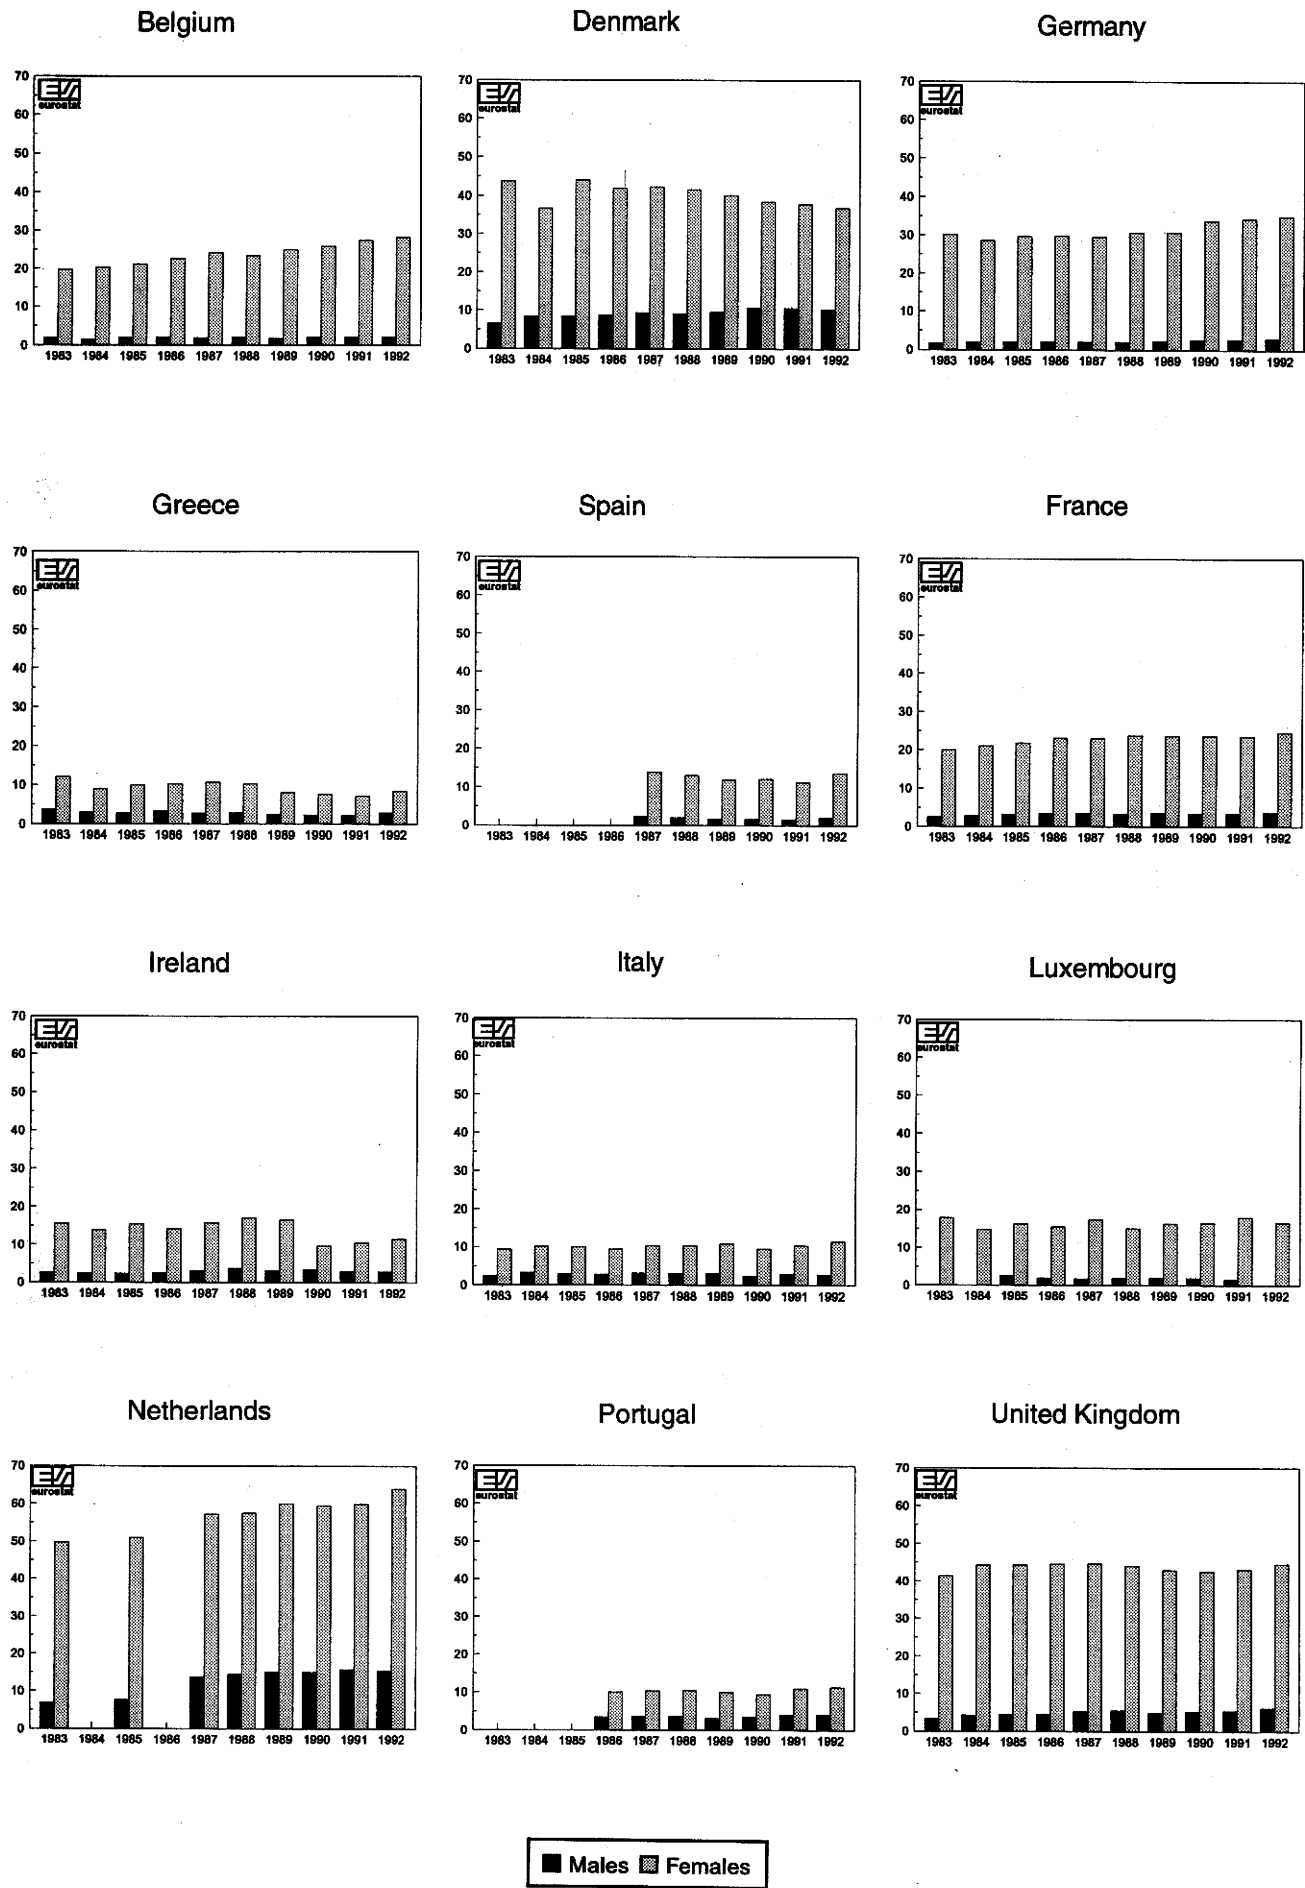 Belgium Denmark Germany
70 60 50 40 30 20 10 0
eurostat
1983 1984 1985 1986 1987 1988 1989 1990 1991 1992
70 60 50 40 30 20 10 0
eurostat
1983 1984 1985 1986 1987 1988 1989 1990 1991 1992
70 60 50 40 30 20 10 0
eurostat
1983 1984 1985 1986 1987 1988 1989 1990 1991 1992
Greece Spain France
70 60 50 40 30 20 10 0
eurostat
1983 1984 1985 1986 1987 1988 1989 1990 1991 1992
70 60 50 40 30 20 10 0
eurostat
1983 1984 1985 1986 1987 1988 1989 1990 1991 1992
70 60 50 40 30 20 10 0
eurostat
1983 1984 1985 1986 1987 1988 1989 1990 1991 1992
Ireland Italy Luxembourg
70 60 50 40 30 20 10 0
eurostat
1983 1984 1985 1986 1987 1988 1989 1990 1991 1992
70 60 50 40 30 20 10 0
eurostat
1983 1984 1985 1986 1987 1988 1989 1990 1991 1992
70 60 50 40 30 20 10 0
eurostat
1983 1984 1985 1986 1987 1988 1989 1990 1991 1992
Netherlands Portugal United Kingdom
70 60 50 40 30 20 10 0
eurostat
1983 1984 1985 1986 1987 1988 1989 1990 1991 1992
70 60 50 40 30 20 10 0
eurostat
1983 1984 1985 1986 1987 1988 1989 1990 1991 1992
70 60 50 40 30 20 10 0
eurostat
1983 1984 1985 1986 1987 1988 1989 1990 1991 1992
Males Females